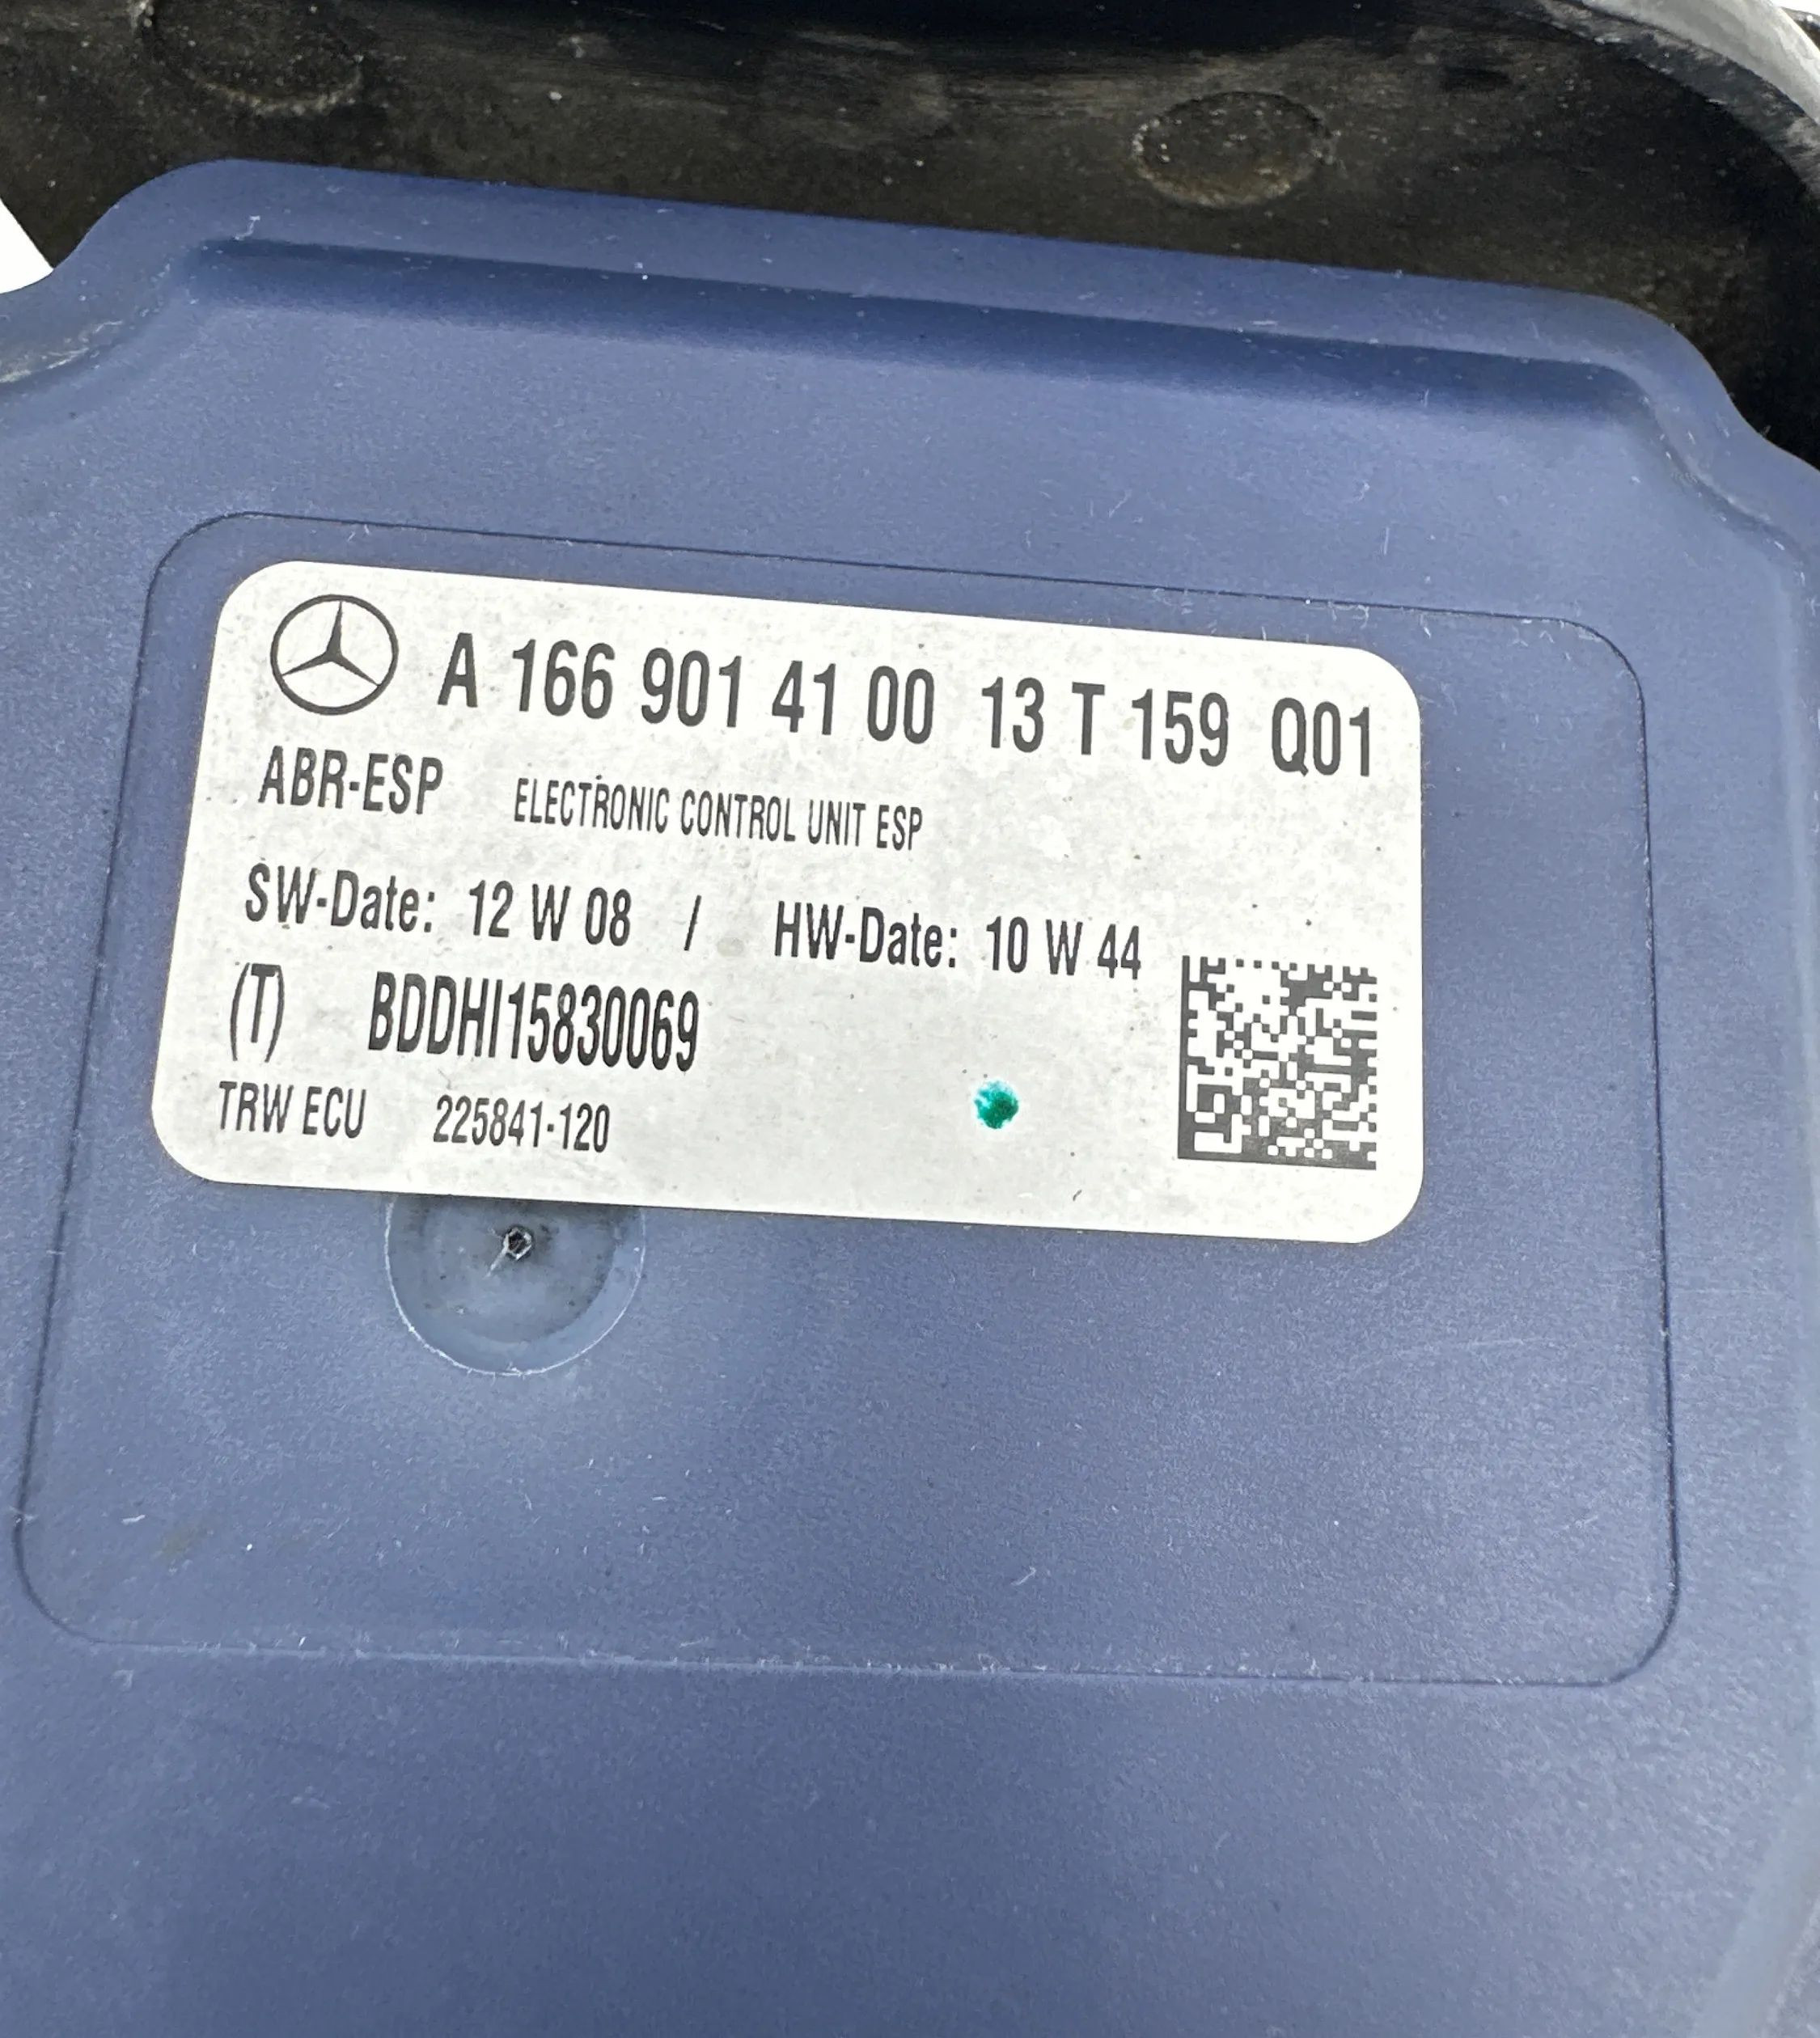 A 166 901 41 00 13 T 159 Q01
ABR-ESP ELECTRONIC CONTROL UNIT ESP
SW-Date: 12 W 08 / HW-Date: 10 W 44
(T) BDDHI15830069
TRW ECU 225841-120